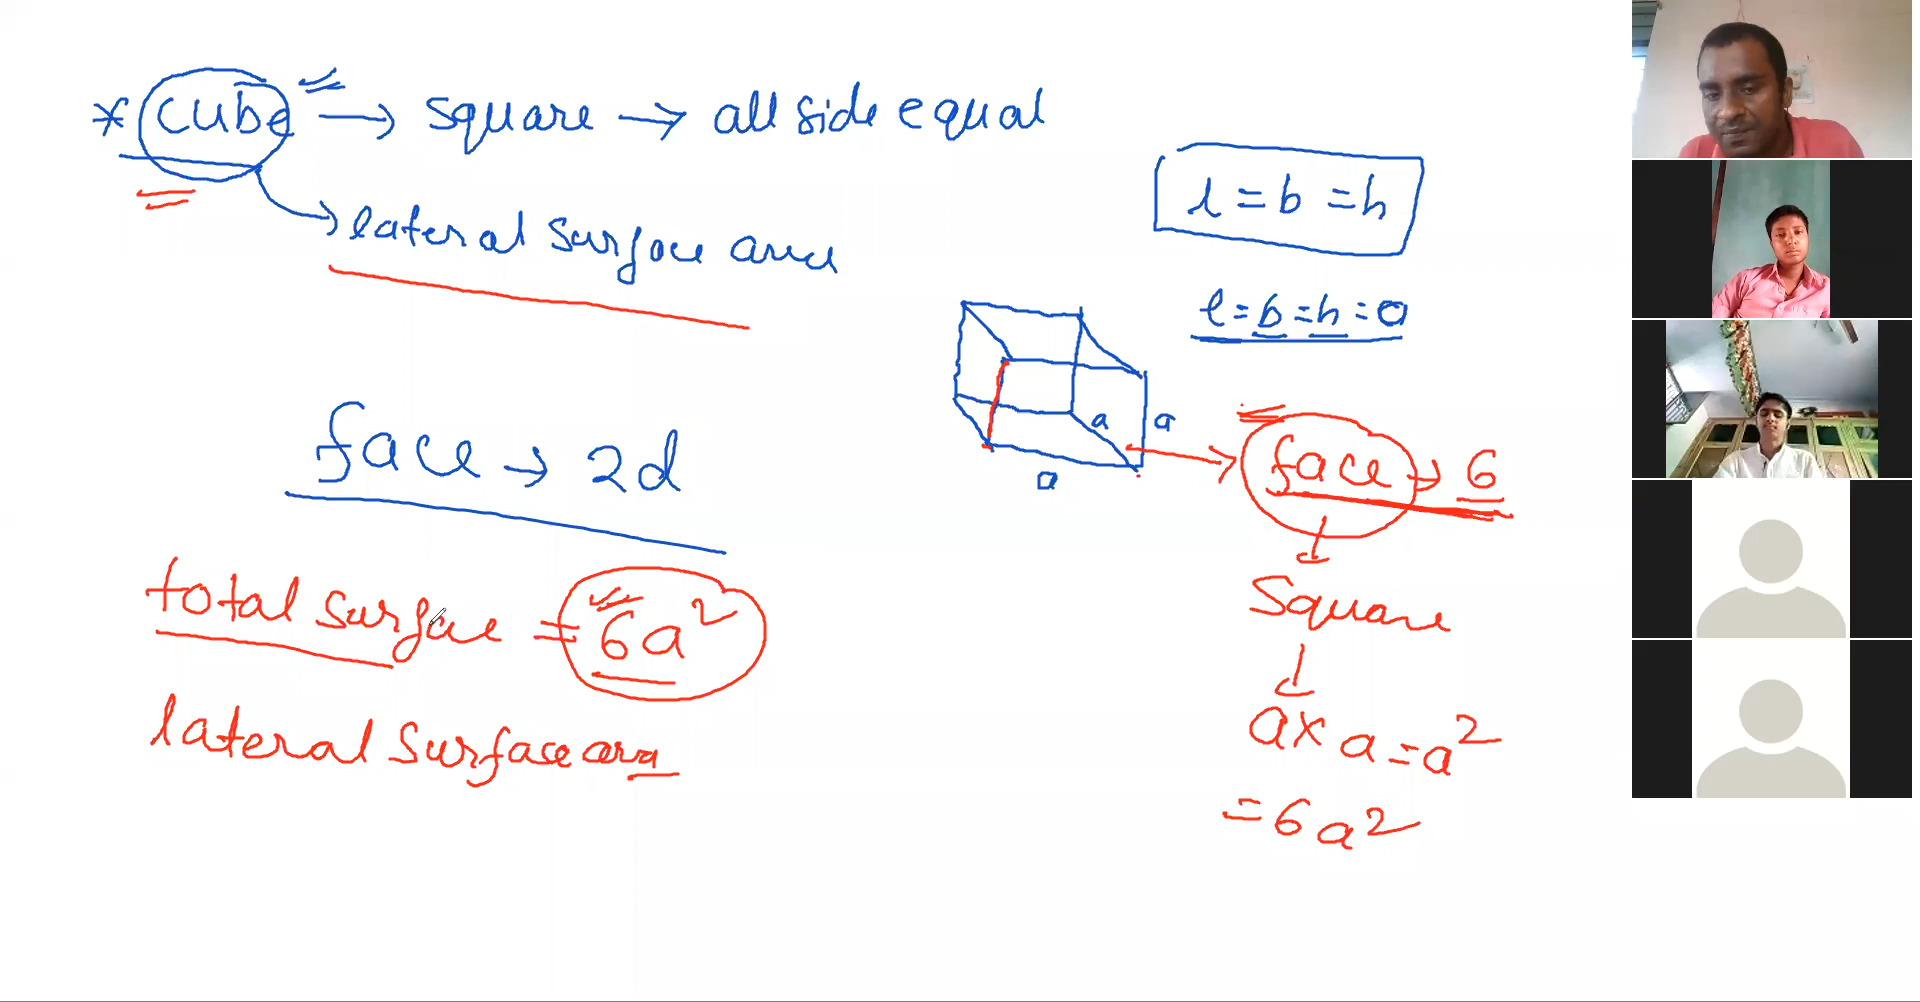 * cube → square → all side equal
l = b = h
lateral surface area
l = b = h = a
a
a
a
face → 2d
face → 6
Square
total surface = 6a²
a × a = a²
lateral surface area
= 6a²